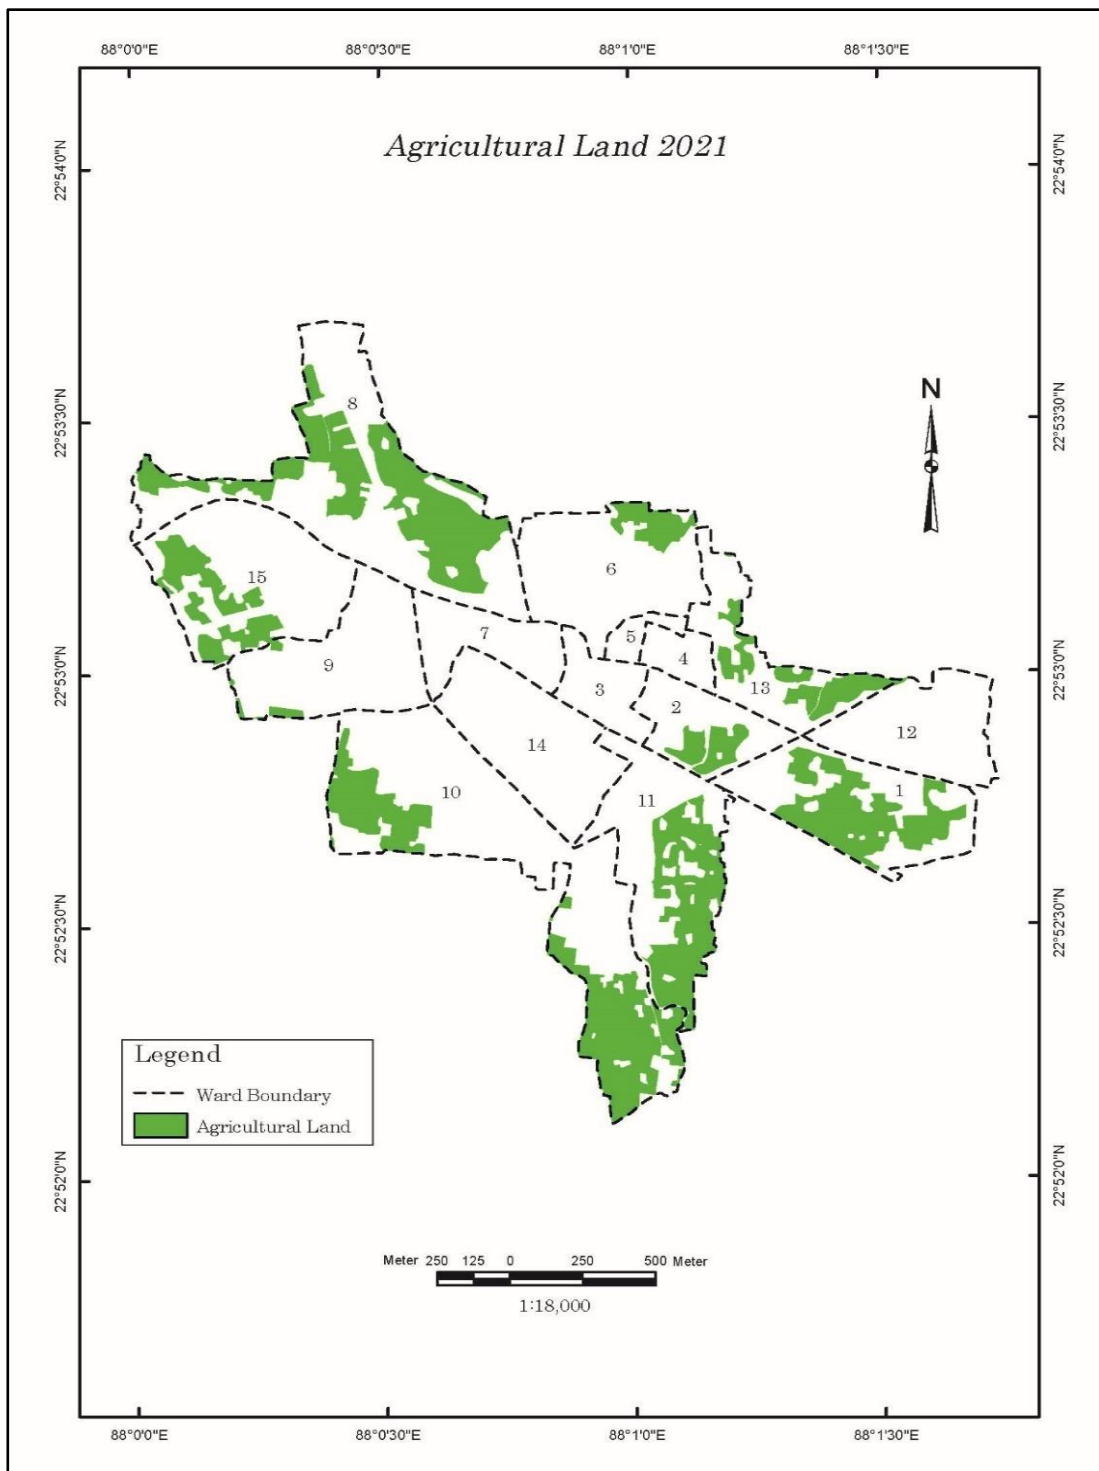 88°0'0"E 88°0'30"E 88°1'0"E 88°1'30"E
Agricultural Land 2021
22°54'0"N 22°54'0"N
N
22°53'30"N 22°53'30"N
8
6
15
5
7
4
9
22°53'0"N 22°53'0"N
3
13
2
12
14
10
1
11
22°52'30"N 22°52'30"N
Legend
Ward Boundary
Agricultural Land
22°52'0"N 22°52'0"N
Meter 250 125 0 250 500 Meter
1:18,000
88°0'0"E 88°0'30"E 88°1'0"E 88°1'30"E